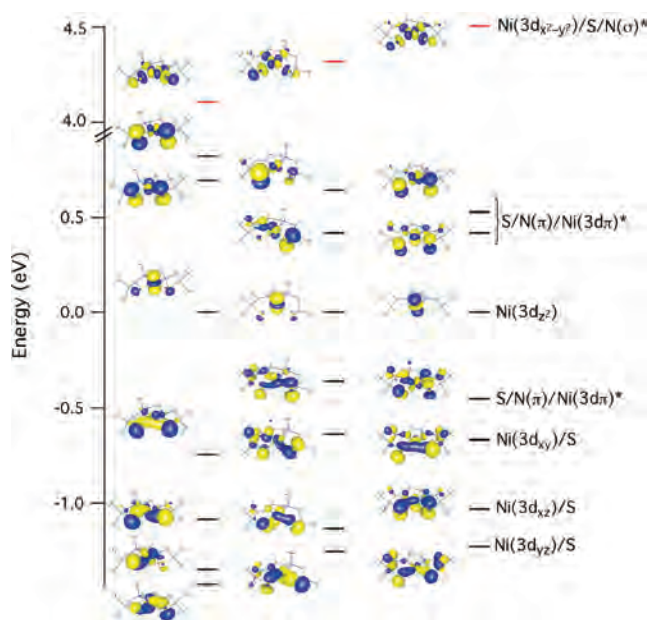 4.5
Ni(3dx²-y²)/S/N(σ)*
4.0
0.5
S/N(π)/Ni(3dπ)*
0.0
Ni(3dz²)
Energy (eV)
-0.5
S/N(π)/Ni(3dπ)*
Ni(3dxy)/S
-1.0
Ni(3dxz)/S
Ni(3dyz)/S